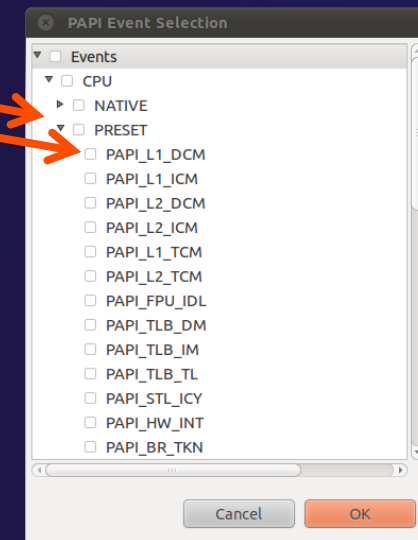 PAPI Event Selection
Events
CPU
NATIVE
PRESET
PAPI_L1_DCM
PAPI_L1_ICM
PAPI_L2_DCM
PAPI_L2_ICM
PAPI_L1_TCM
PAPI_L2_TCM
PAPI_FPU_IDL
PAPI_TLB_DM
PAPI_TLB_IM
PAPI_TLB_TL
PAPI_STL_ICY
PAPI_HW_INT
PAPI_BR_TKN
Cancel OK